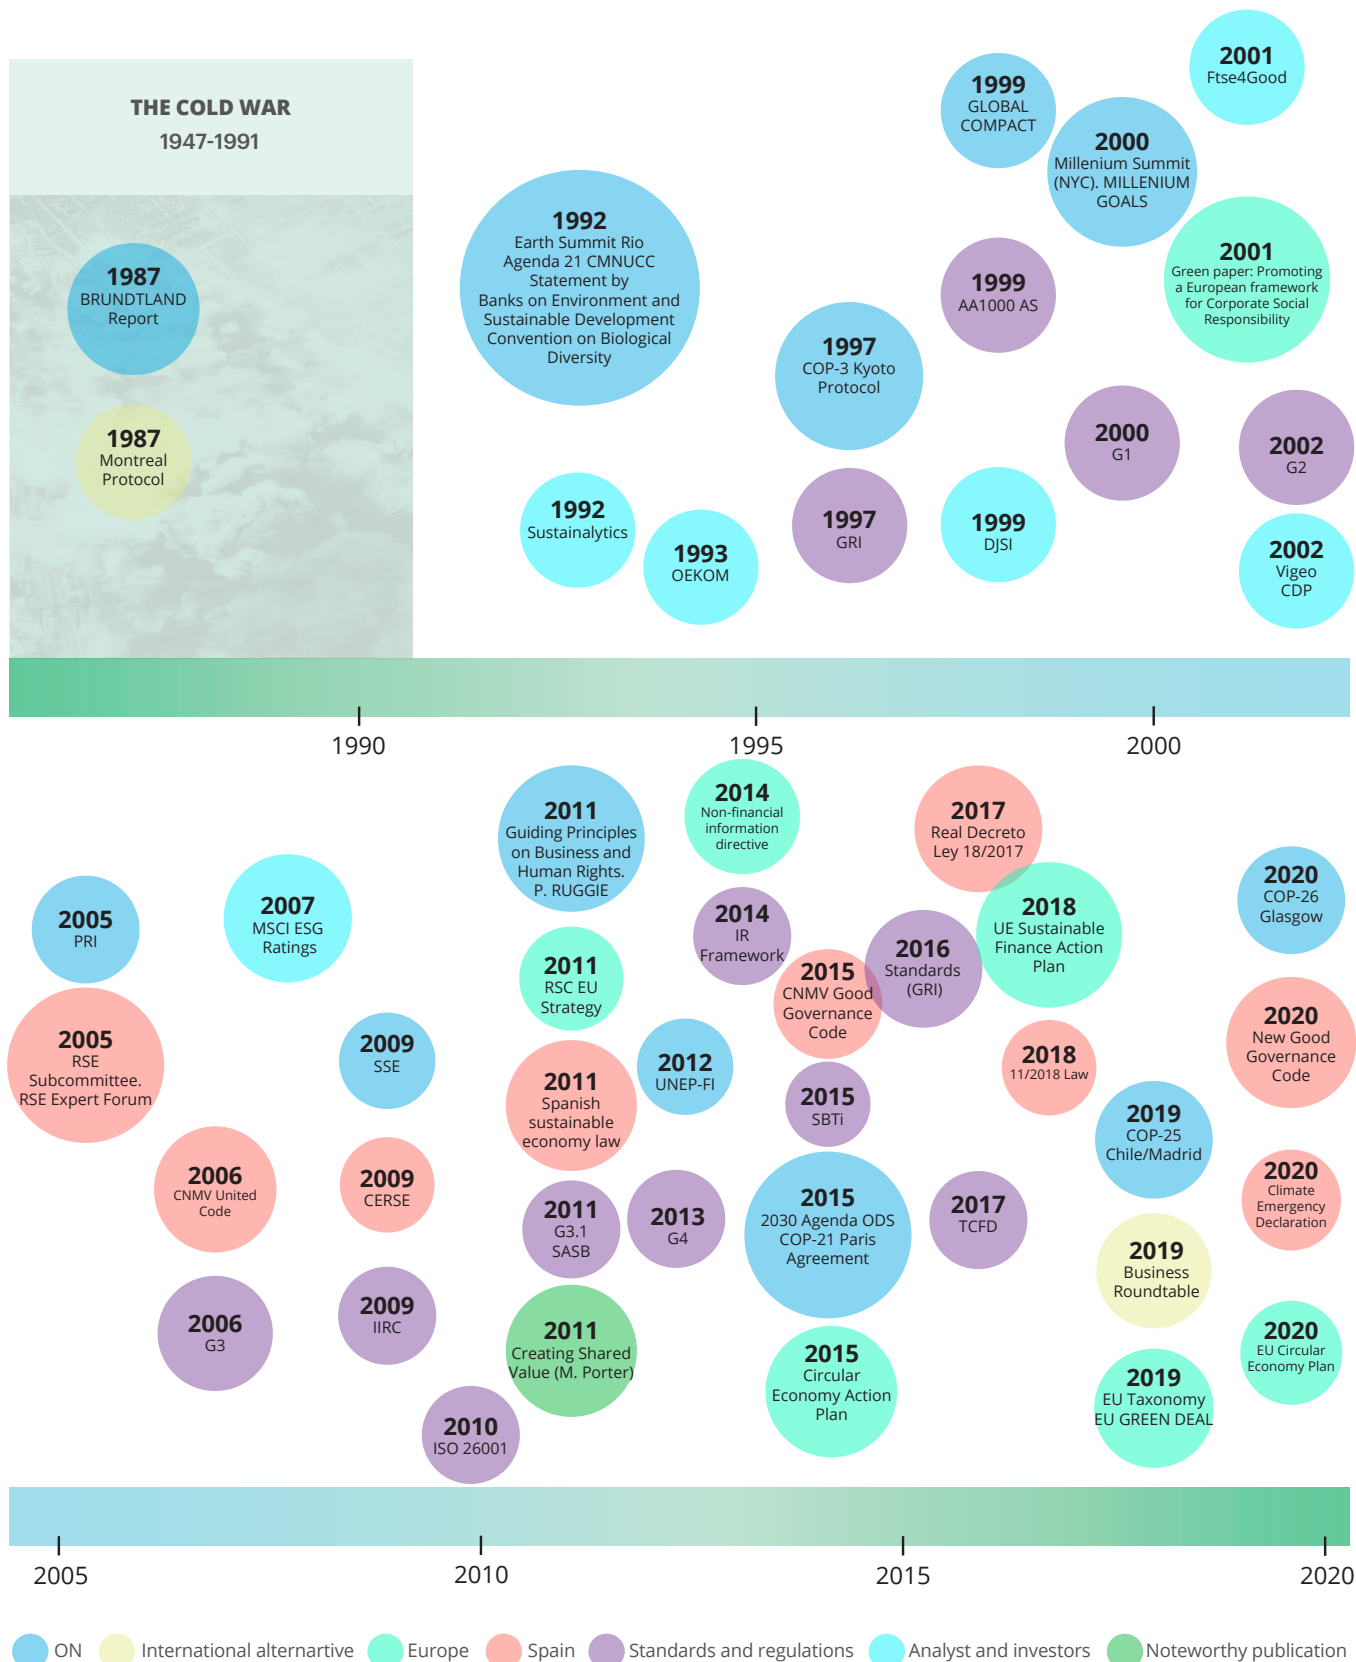 THE COLD WAR
1947-1991
1987
BRUNDTLAND
Report
1987
Montreal
Protocol
1992
Earth Summit Rio
Agenda 21 CMNUCC
Statement by
Banks on Environment and
Sustainable Development
Convention on Biological
Diversity
1992
Sustainalytics
1993
OEKOM
1997
COP-3 Kyoto
Protocol
1997
GRI
1999
GLOBAL
COMPACT
1999
AA1000 AS
1999
DJSI
2000
Millenium Summit
(NYC). MILLENIUM
GOALS
2000
G1
2001
Ftse4Good
2001
Green paper: Promoting
a European framework
for Corporate Social
Responsibility
2002
G2
2002
Vigeo
CDP
1990
1995
2000
2005
PRI
2005
RSE
Subcommittee.
RSE Expert Forum
2006
CNMV United
Code
2006
G3
2007
MSCI ESG
Ratings
2009
SSE
2009
CERSE
2009
IIRC
2010
ISO 26001
2011
Guiding Principles
on Business and
Human Rights.
P. RUGGIE
2011
RSC EU
Strategy
2011
Spanish
sustainable
economy law
2011
G3.1
SASB
2011
Creating Shared
Value (M. Porter)
2012
UNEP-FI
2013
G4
2014
Non-financial
information
directive
2014
IR
Framework
2015
CNMV Good
Governance
Code
2015
SBTi
2015
2030 Agenda ODS
COP-21 Paris
Agreement
2015
Circular
Economy Action
Plan
2016
Standards
(GRI)
2017
Real Decreto
Ley 18/2017
2017
TCFD
2018
UE Sustainable
Finance Action
Plan
2018
11/2018 Law
2019
COP-25
Chile/Madrid
2019
Business
Roundtable
2019
EU Taxonomy
EU GREEN DEAL
2020
COP-26
Glasgow
2020
New Good
Governance
Code
2020
Climate
Emergency
Declaration
2020
EU Circular
Economy Plan
2005
2010
2015
2020
ON
International alternartive
Europe
Spain
Standards and regulations
Analyst and investors
Noteworthy publication